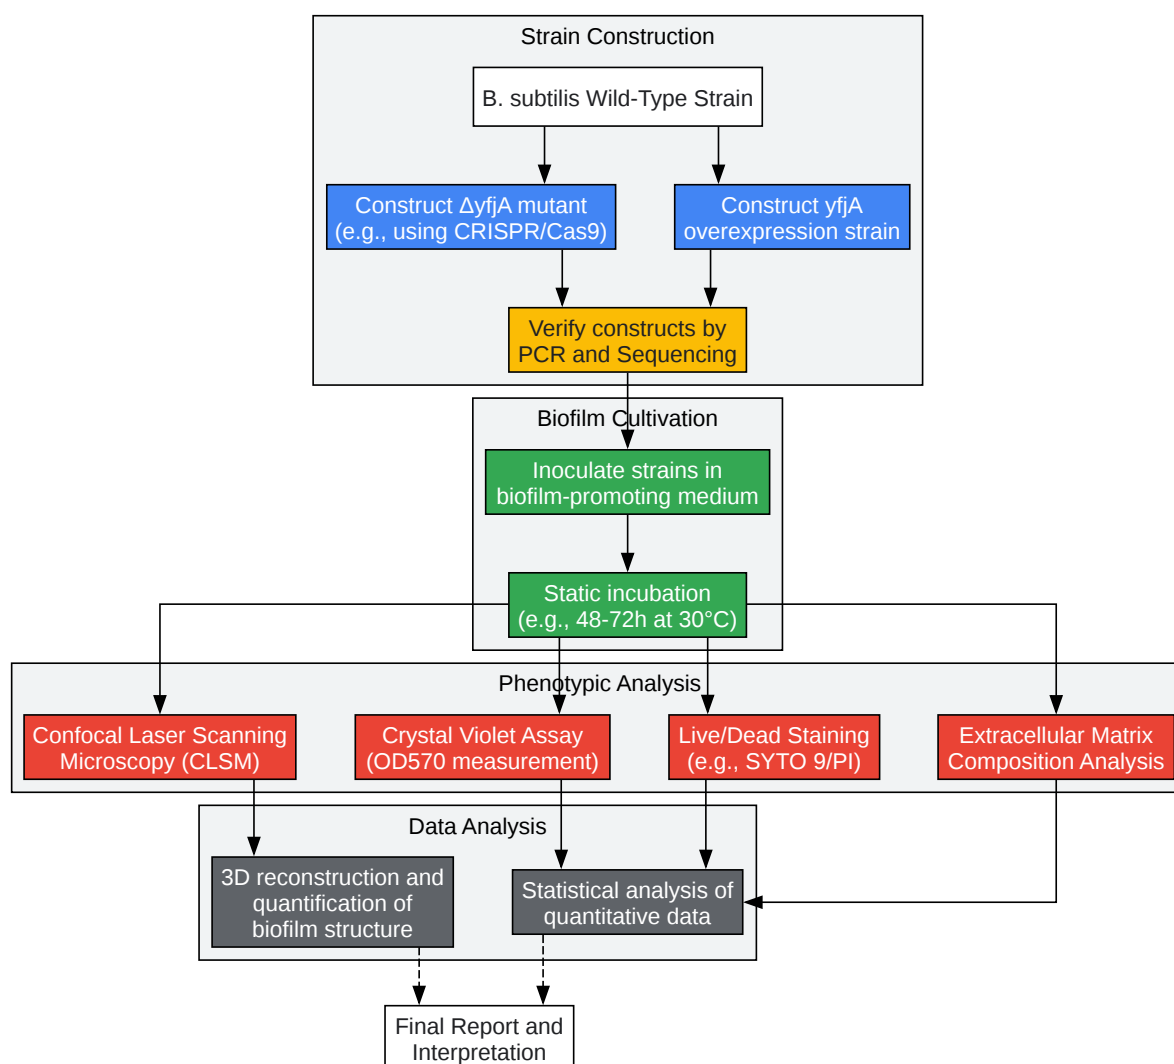 Strain Construction
B. subtilis Wild-Type Strain
Construct ΔyfjA mutant
(e.g., using CRISPR/Cas9)
Construct yfjA
overexpression strain
Verify constructs by
PCR and Sequencing
Biofilm Cultivation
Inoculate strains in
biofilm-promoting medium
Static incubation
(e.g., 48-72h at 30°C)
Phenotypic Analysis
Confocal Laser Scanning
Microscopy (CLSM)
Crystal Violet Assay
(OD570 measurement)
Live/Dead Staining
(e.g., SYTO 9/PI)
Extracellular Matrix
Composition Analysis
Data Analysis
3D reconstruction and
quantification of
biofilm structure
Statistical analysis of
quantitative data
Final Report and
Interpretation